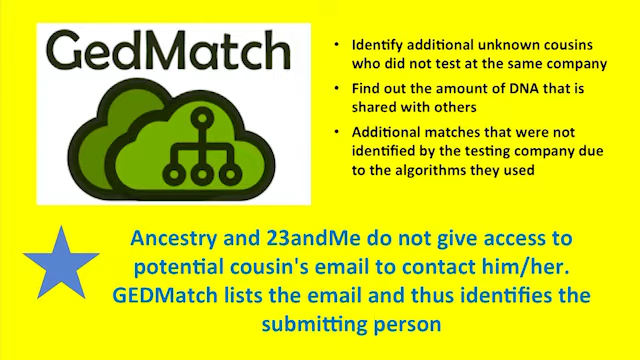 GedMatch
• Identify additional unknown cousins
who did not test at the same company
• Find out the amount of DNA that is
shared with others
• Additional matches that were not
identified by the testing company due
to the algorithms they used
Ancestry and 23andMe do not give access to
potential cousin's email to contact him/her.
GEDMatch lists the email and thus identifies the
submitting person